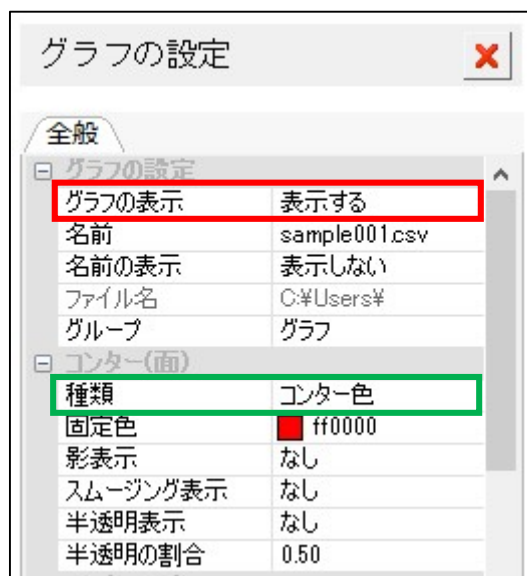 グラフの設定
全般
グラフの設定
グラフの表示 表示する
名前 sample001.csv
名前の表示 表示しない
ファイル名 C:¥Users¥
グループ グラフ
コンター(面)
種類 コンター色
固定色 ff0000
影表示 なし
スムージング表示 なし
半透明表示 なし
半透明の割合 0.50